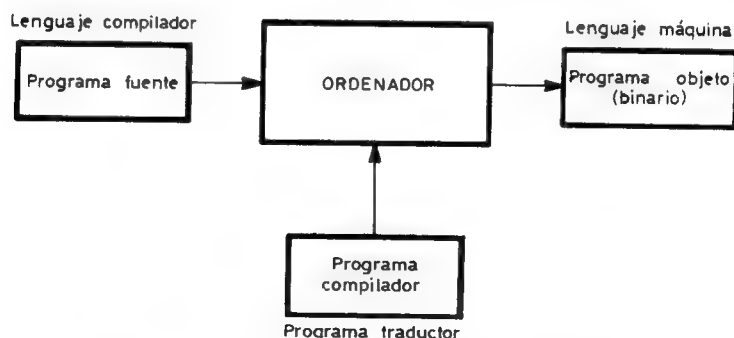 Lenguaje compilador
Programa fuente
ORDENADOR
Lenguaje máquina
Programa objeto
(binario)
Programa
compilador
Programa traductor